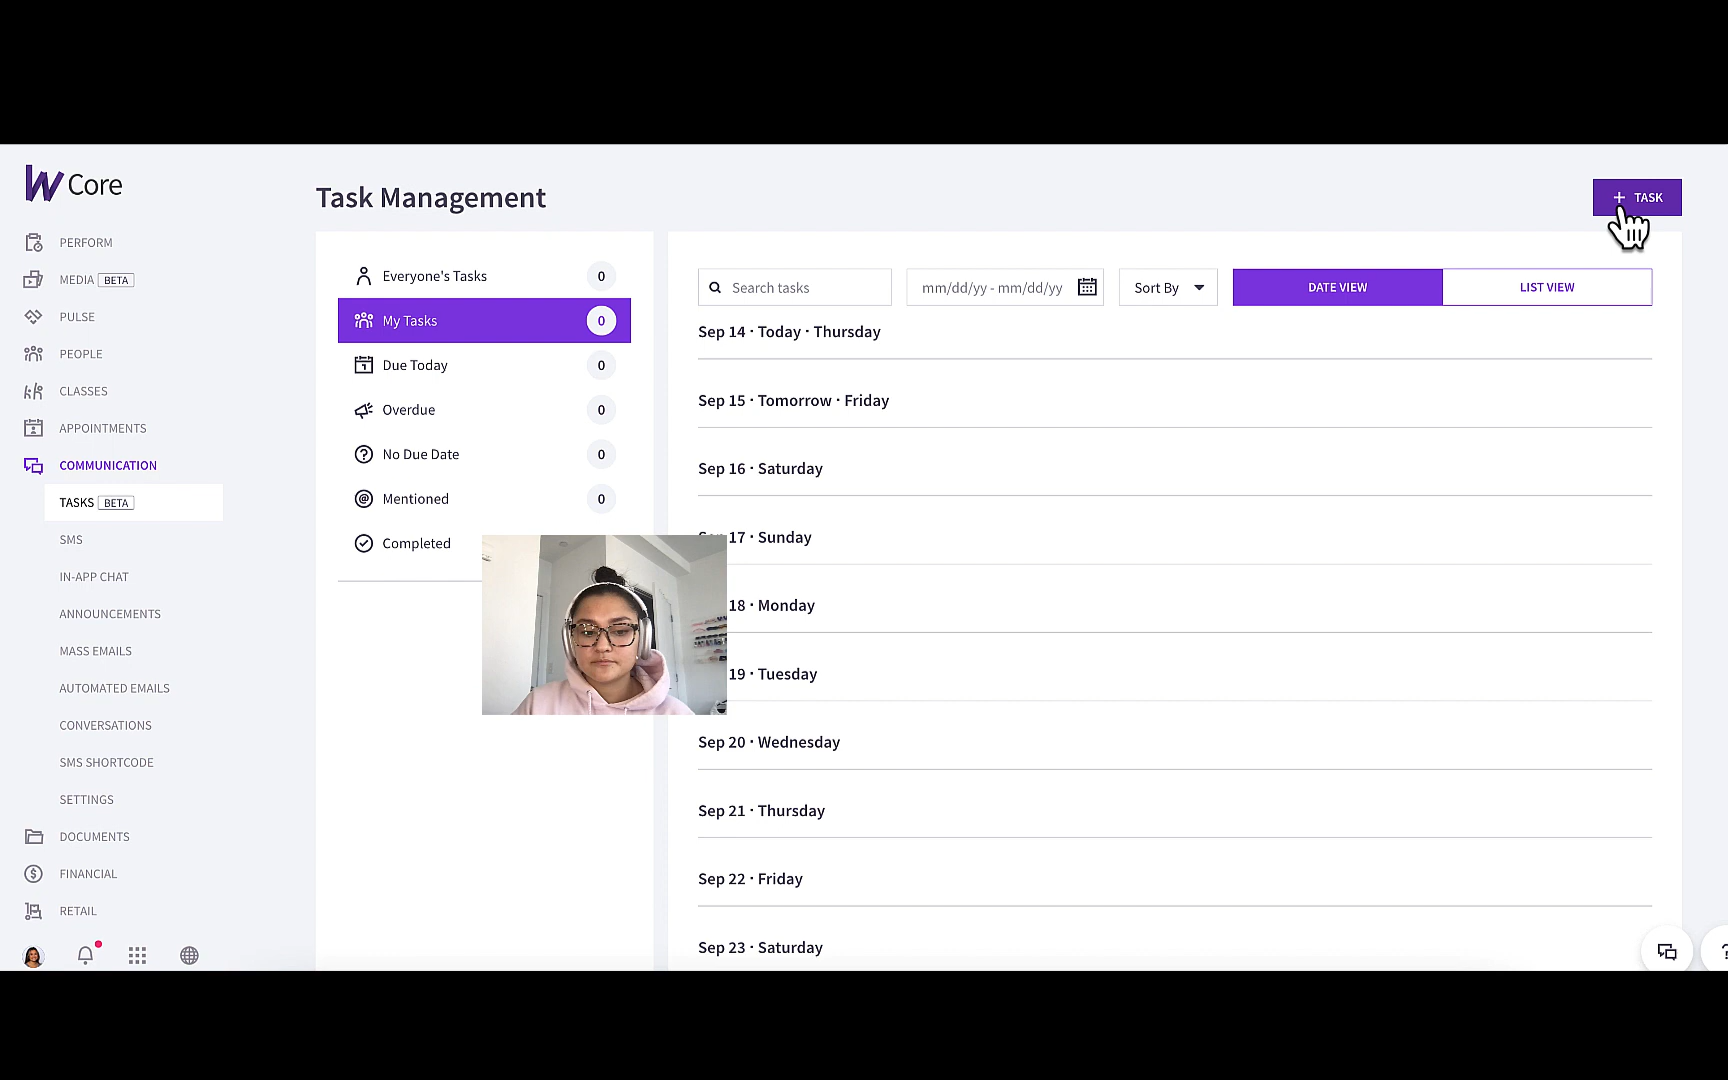 W Core
PERFORM
MEDIA BETA
PULSE
PEOPLE
CLASSES
APPOINTMENTS
COMMUNICATION
TASKS BETA
SMS
IN-APP CHAT
ANNOUNCEMENTS
MASS EMAILS
AUTOMATED EMAILS
CONVERSATIONS
SMS SHORTCODE
SETTINGS
DOCUMENTS
FINANCIAL
RETAIL
Task Management
+ TASK
Everyone's Tasks 0
My Tasks 0
Due Today 0
Overdue 0
No Due Date 0
Mentioned 0
Completed
Search tasks
mm/dd/yy - mm/dd/yy
Sort By
DATE VIEW
LIST VIEW
Sep 14 · Today · Thursday
Sep 15 · Tomorrow · Friday
Sep 16 · Saturday
17 · Sunday
18 · Monday
19 · Tuesday
Sep 20 · Wednesday
Sep 21 · Thursday
Sep 22 · Friday
Sep 23 · Saturday